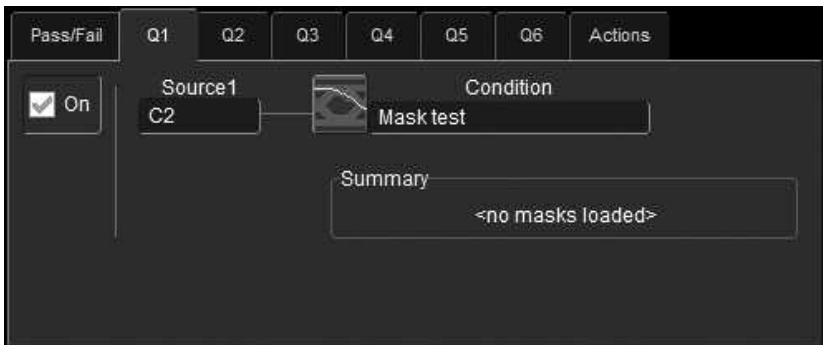 Pass/Fail Q1 Q2 Q3 Q4 Q5 Q6 Actions
On
Source1
C2
Condition
Mask test
Summary
<no masks loaded>